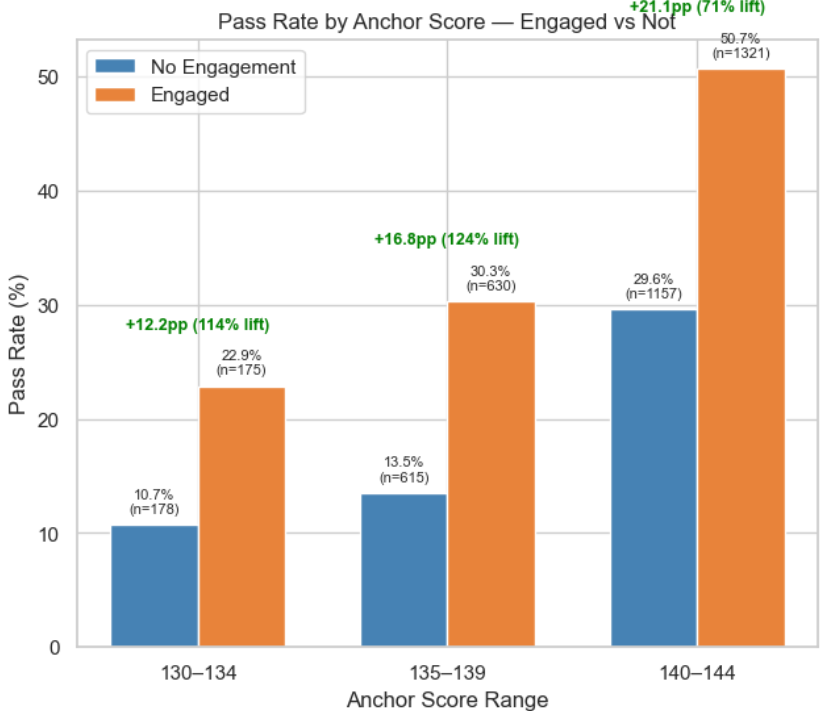 +21.1pp (71% lift)
Pass Rate by Anchor Score — Engaged vs Not
50.7%
(n=1321)
No Engagement
Engaged
50
40
+16.8pp (124% lift)
30.3%
(n=630)
29.6%
(n=1157)
30
+12.2pp (114% lift)
22.9%
(n=175)
20
13.5%
(n=615)
10.7%
(n=178)
10
0
Pass Rate (%)
130–134
135–139
140–144
Anchor Score Range